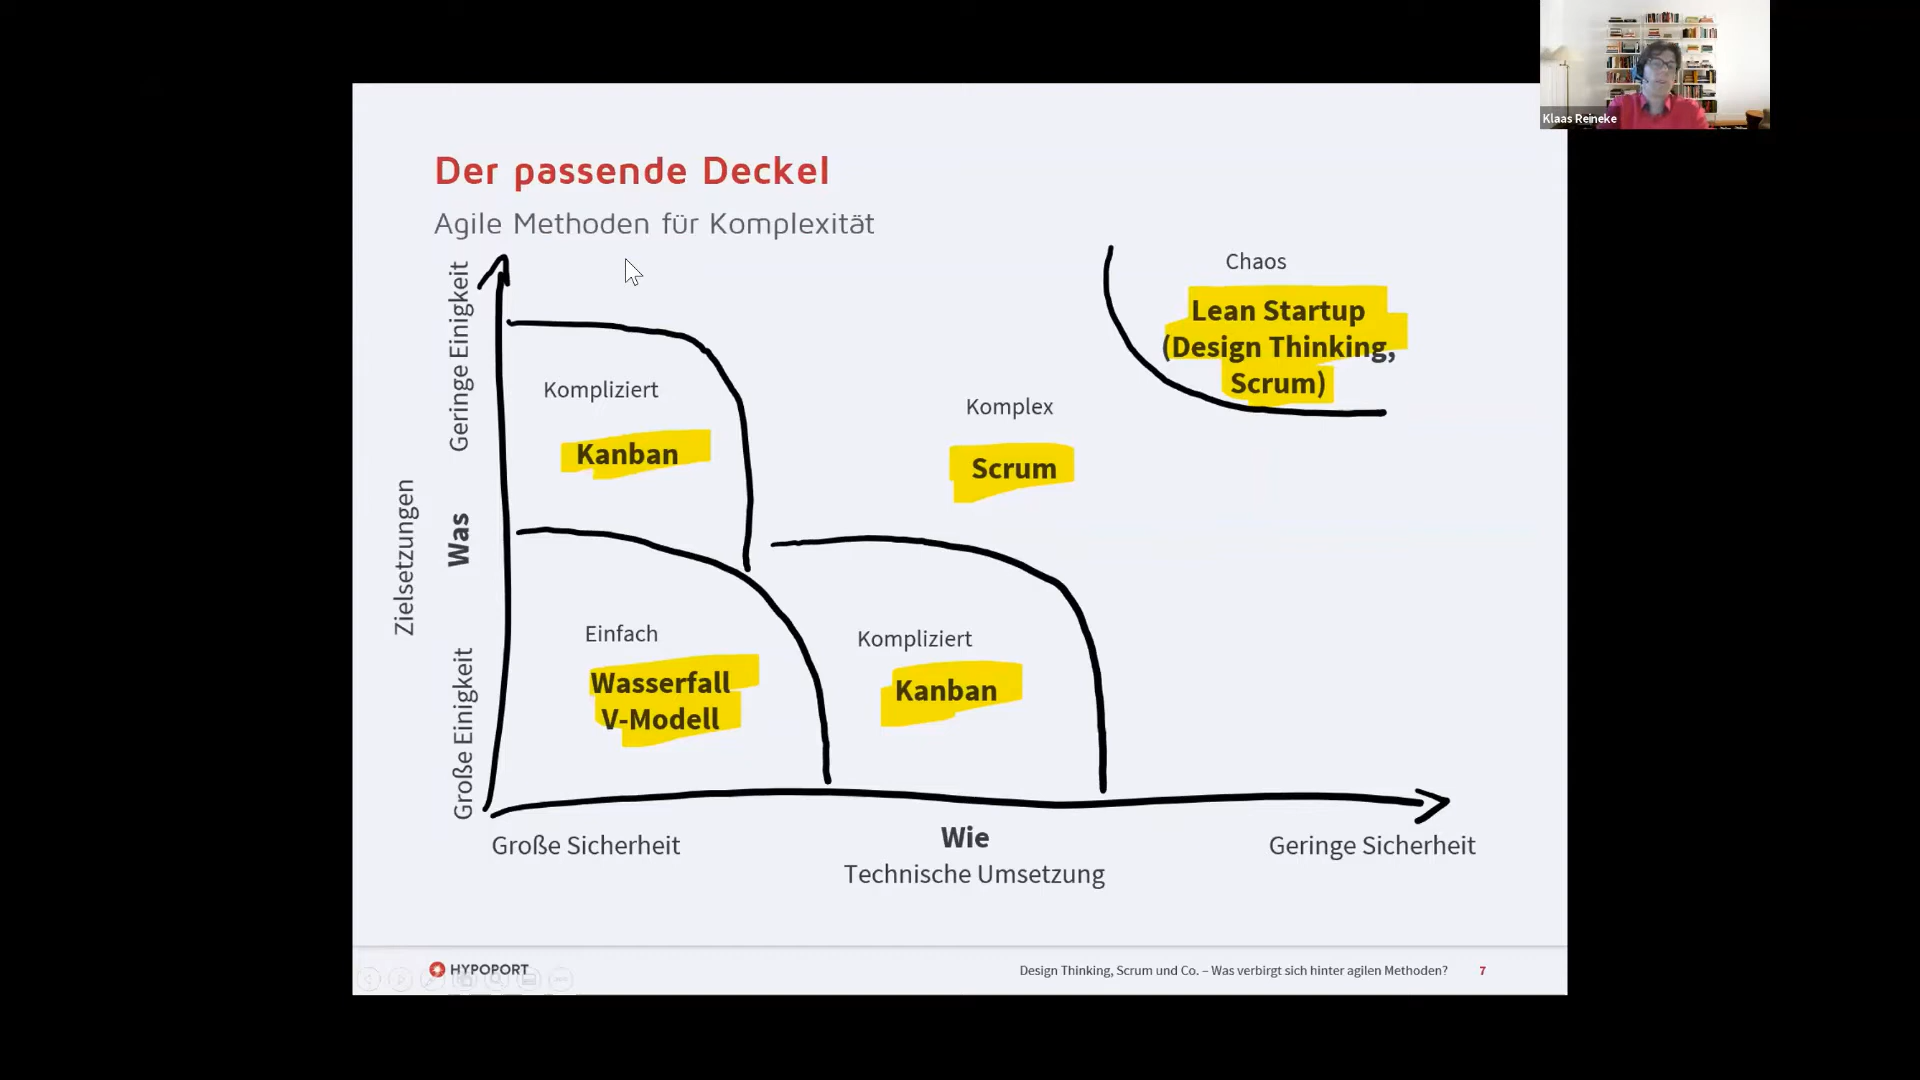 Klaas Reineke
Der passende Deckel
Agile Methoden für Komplexität
Chaos
Lean Startup
(Design Thinking,
Scrum)
Geringe Einigkeit
Kompliziert
Kanban
Komplex
Scrum
Zielsetzungen
Was
Große Einigkeit
Einfach
Wasserfall
V-Modell
Kompliziert
Kanban
Große Sicherheit
Wie
Technische Umsetzung
Geringe Sicherheit
HYPOPORT
Design Thinking, Scrum und Co. – Was verbirgt sich hinter agilen Methoden?
7